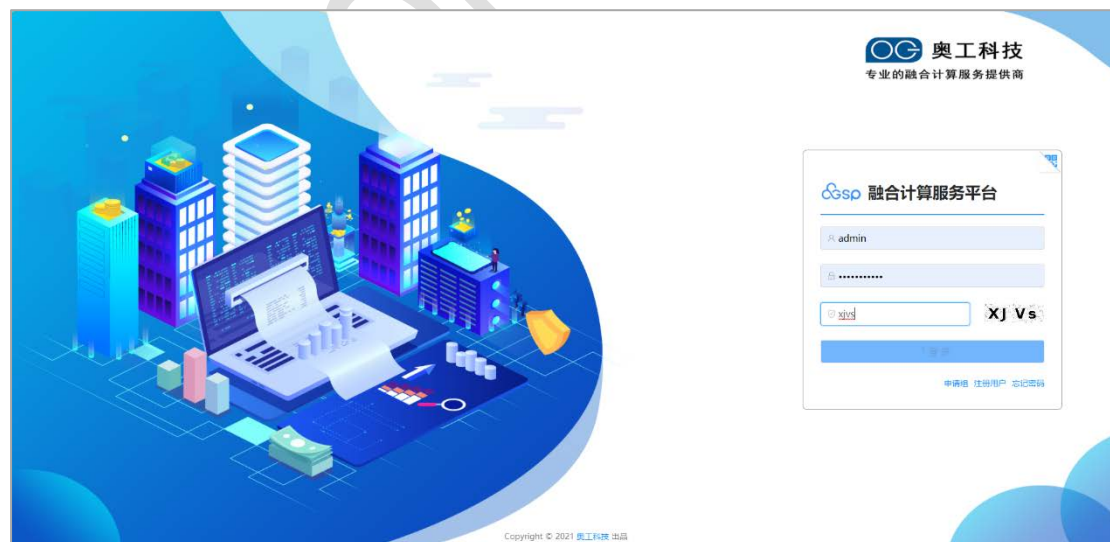 OG 奥工科技
专业的融合计算服务提供商
Gsp 融合计算服务平台
admin
•••••••••••
xjvs
XJ Vs
申请组 注册用户 忘记密码
Copyright © 2021 奥工科技 出品